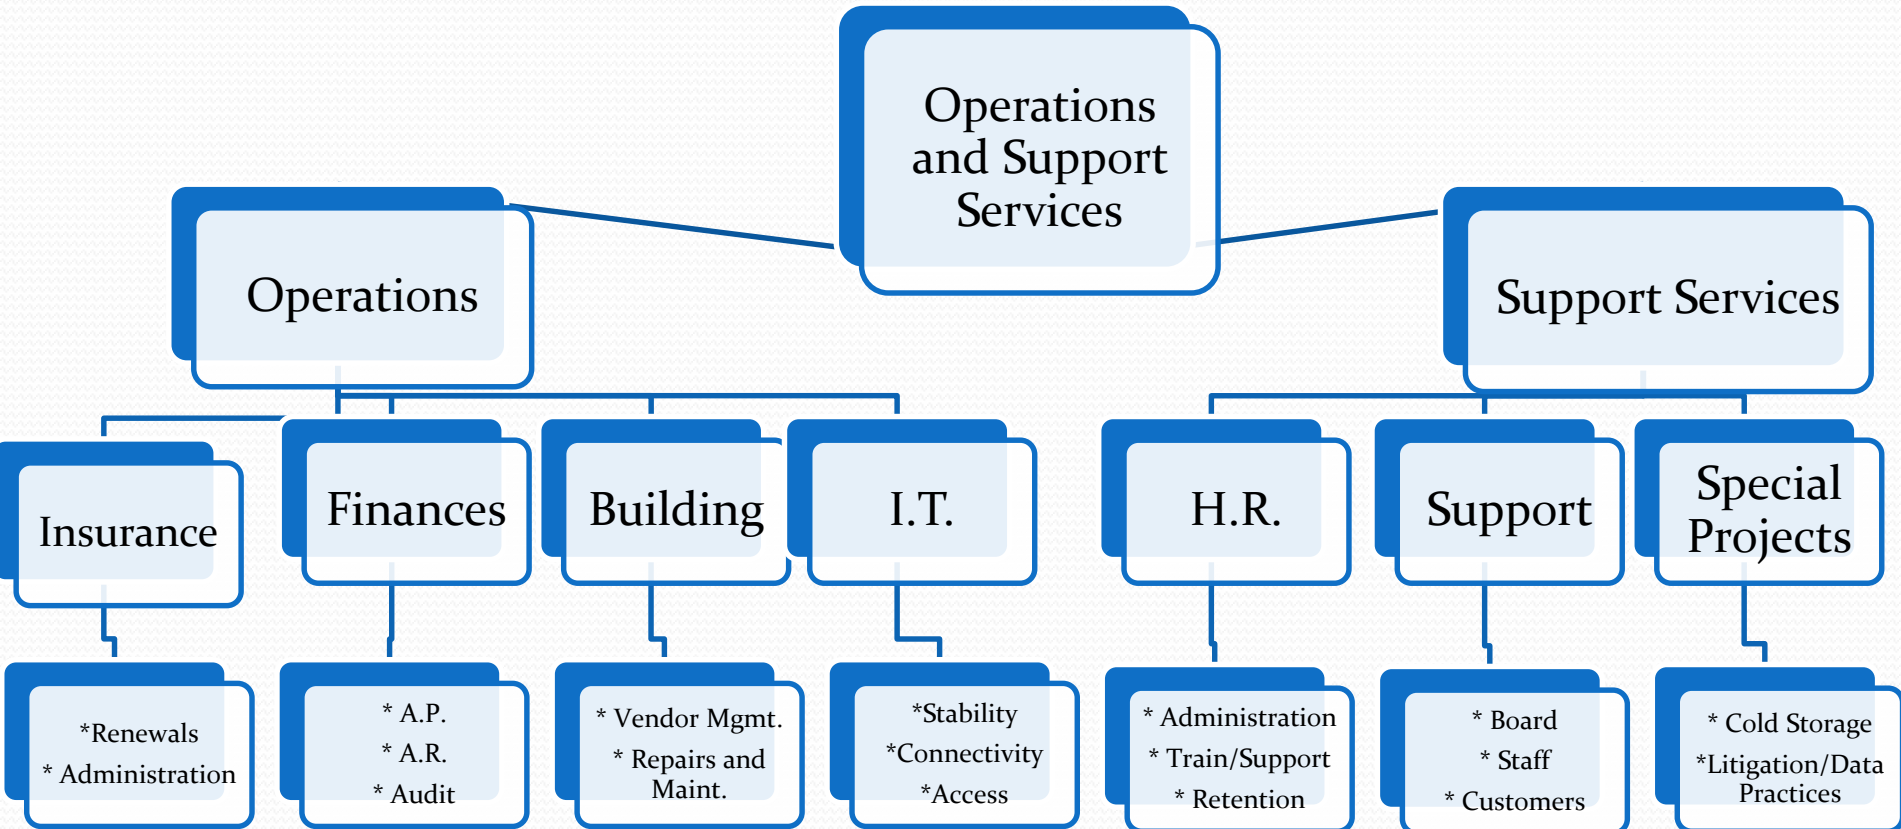 Operations
and Support
Services
Operations
Support Services
Insurance
Finances
Building
I.T.
H.R.
Support
Special
Projects
*Renewals
* Administration
* A.P.
* A.R.
* Audit
* Vendor Mgmt.
* Repairs and
Maint.
*Stability
*Connectivity
*Access
* Administration
* Train/Support
* Retention
* Board
* Staff
* Customers
* Cold Storage
*Litigation/Data
Practices